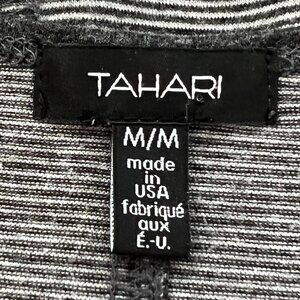 TAHARI
M/M
made
in
USA
fabriqué
aux
É.-U.